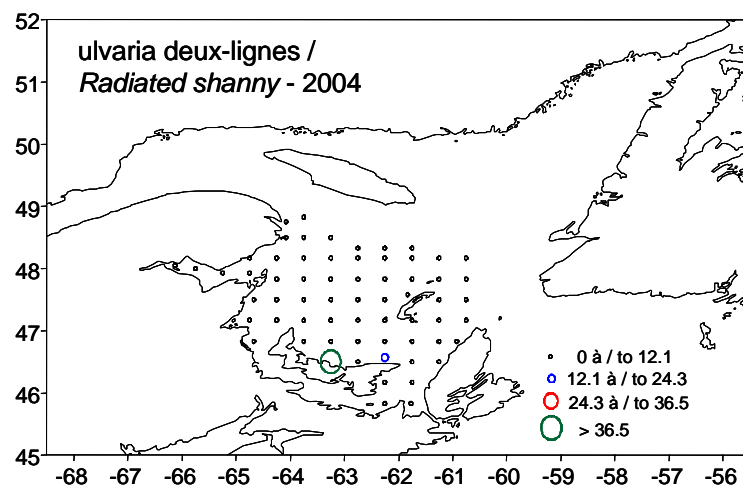 ulvaria deux-lignes /
Radiated shanny - 2004
52
51
50
49
48
47
46
45
0 à / to 12.1
12.1 à / to 24.3
24.3 à / to 36.5
> 36.5
-68 -67 -66 -65 -64 -63 -62 -61 -60 -59 -58 -57 -56